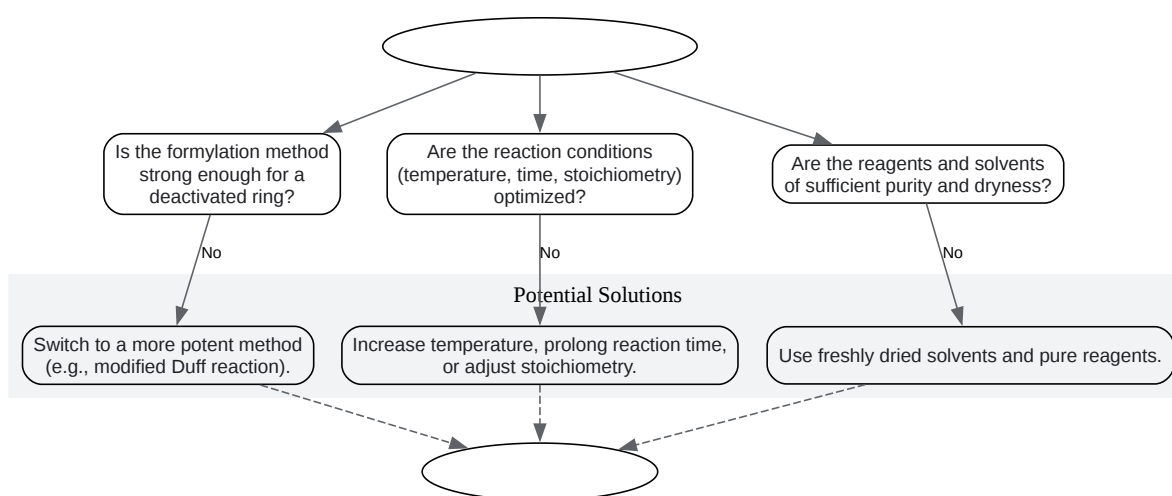 Is the formylation method
strong enough for a
deactivated ring?
Are the reaction conditions
(temperature, time, stoichiometry)
optimized?
Are the reagents and solvents
of sufficient purity and dryness?
No
No
No
Potential Solutions
Switch to a more potent method
(e.g., modified Duff reaction).
Increase temperature, prolong reaction time,
or adjust stoichiometry.
Use freshly dried solvents and pure reagents.